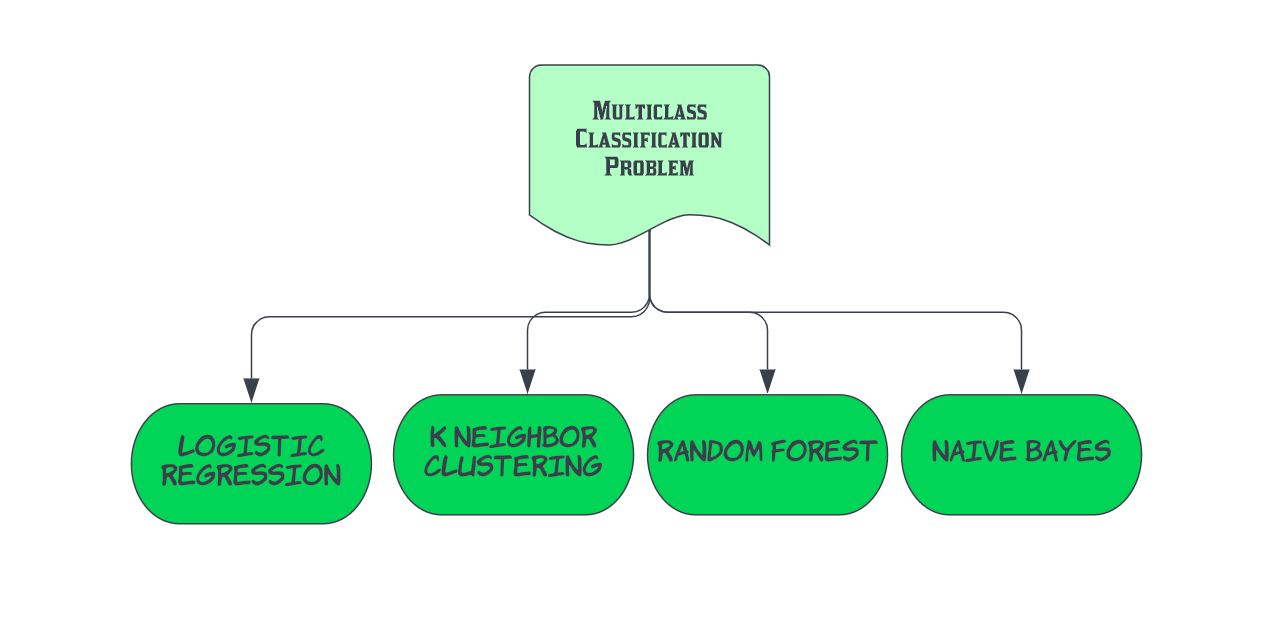 Multiclass
Classification
Problem
LOGISTIC
REGRESSION
K NEIGHBOR
CLUSTERING
RANDOM FOREST
NAIVE BAYES